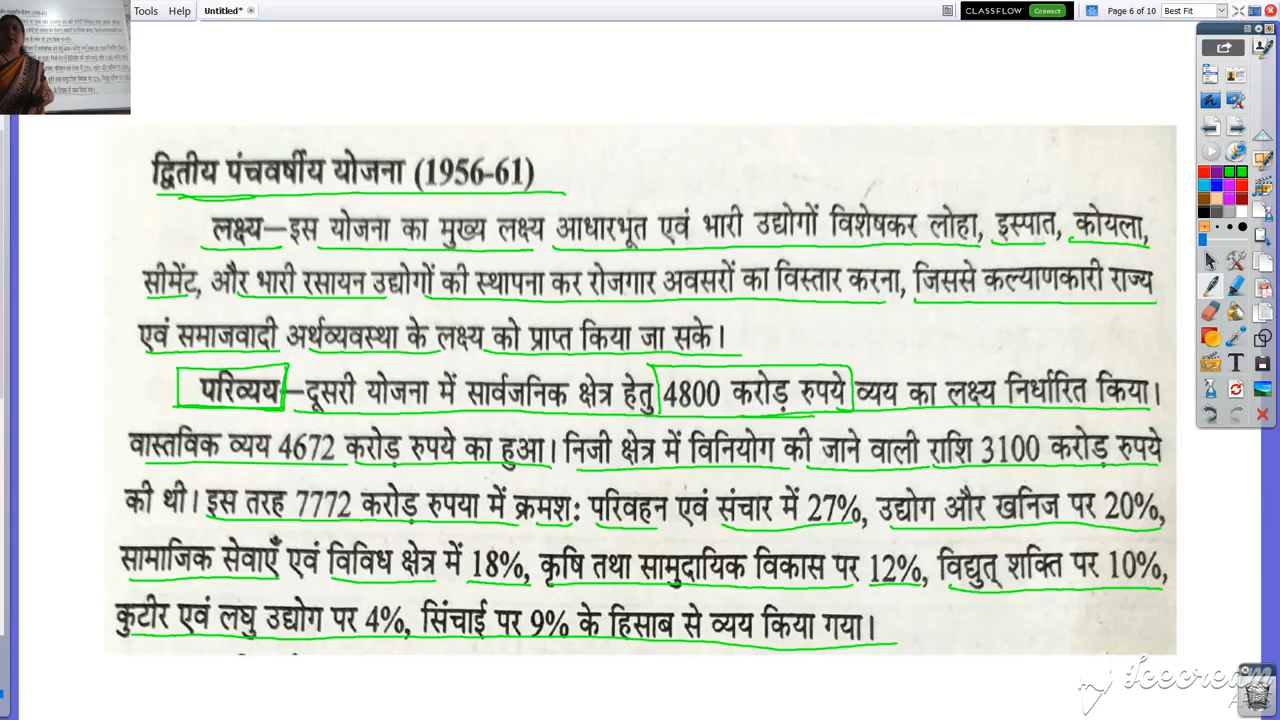 Tools Help Untitled* CLASSFLOW Connect Page 6 of 10 Best Fit
द्वितीय पंचवर्षीय योजना (1956-61)
लक्ष्य–इस योजना का मुख्य लक्ष्य आधारभूत एवं भारी उद्योगों विशेषकर लोहा, इस्पात, कोयला,
सीमेंट, और भारी रसायन उद्योगों की स्थापना कर रोजगार अवसरों का विस्तार करना, जिससे कल्याणकारी राज्य
एवं समाजवादी अर्थव्यवस्था के लक्ष्य को प्राप्त किया जा सके।
परिव्यय–दूसरी योजना में सार्वजनिक क्षेत्र हेतु 4800 करोड़ रुपये व्यय का लक्ष्य निर्धारित किया।
वास्तविक व्यय 4672 करोड़ रुपये का हुआ। निजी क्षेत्र में विनियोग की जाने वाली राशि 3100 करोड़ रुपये
की थी। इस तरह 7772 करोड़ रुपया में क्रमश: परिवहन एवं संचार में 27%, उद्योग और खनिज पर 20%,
सामाजिक सेवाएँ एवं विविध क्षेत्र में 18%, कृषि तथा सामुदायिक विकास पर 12%, विद्युत् शक्ति पर 10%,
कुटीर एवं लघु उद्योग पर 4%, सिंचाई पर 9% के हिसाब से व्यय किया गया।
Icecream
APPS